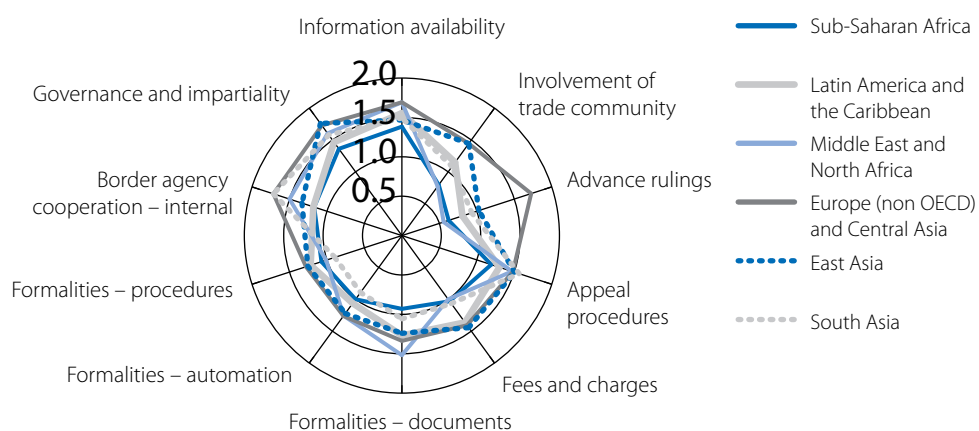 Information availability
Involvement of
trade community
Advance rulings
Appeal
procedures
Fees and charges
Formalities – documents
Formalities – automation
Formalities – procedures
Border agency
cooperation – internal
Governance and impartiality
2.0
1.5
1.0
0.5
Sub-Saharan Africa
Latin America and
the Caribbean
Middle East and
North Africa
Europe (non OECD)
and Central Asia
East Asia
South Asia